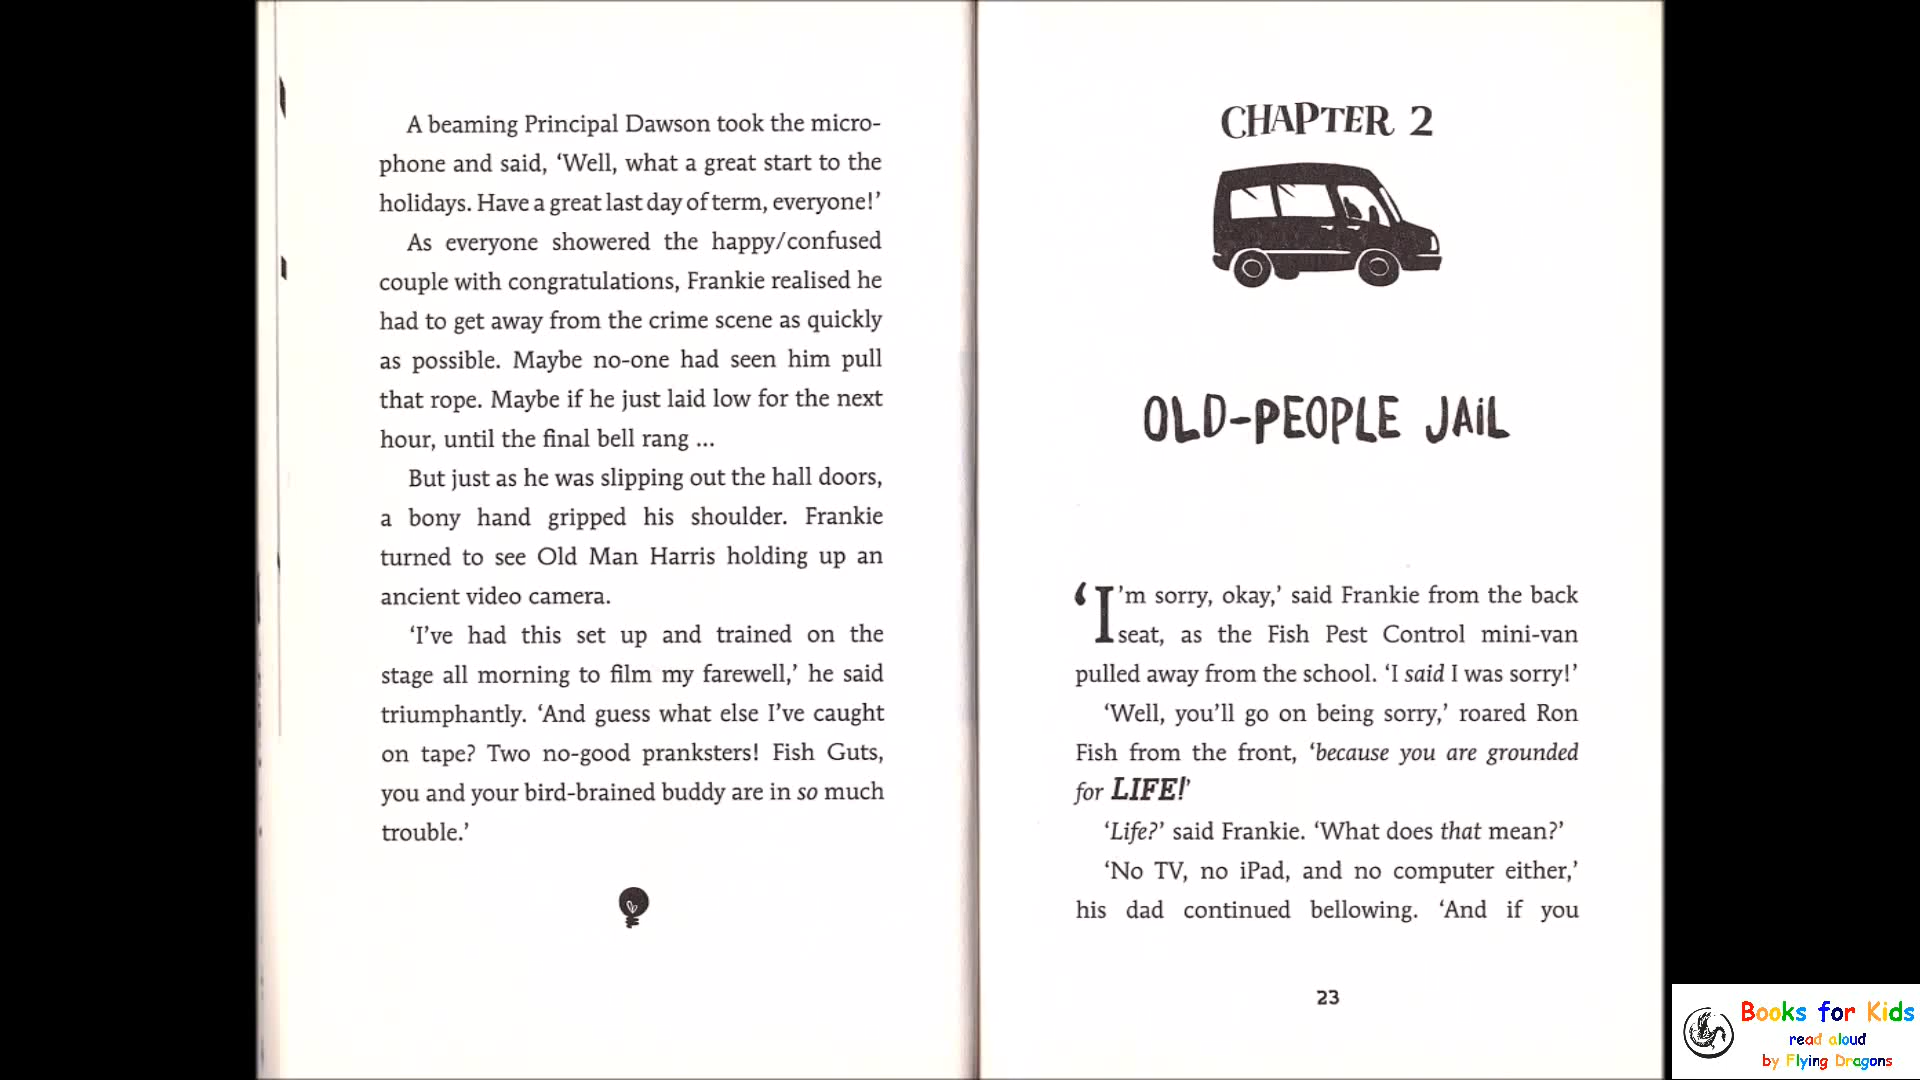 A beaming Principal Dawson took the micro-
phone and said, ‘Well, what a great start to the
holidays. Have a great last day of term, everyone!’
As everyone showered the happy/confused
couple with congratulations, Frankie realised he
had to get away from the crime scene as quickly
as possible. Maybe no-one had seen him pull
that rope. Maybe if he just laid low for the next
hour, until the final bell rang ...
But just as he was slipping out the hall doors,
a bony hand gripped his shoulder. Frankie
turned to see Old Man Harris holding up an
ancient video camera.
‘I’ve had this set up and trained on the
stage all morning to film my farewell,’ he said
triumphantly. ‘And guess what else I’ve caught
on tape? Two no-good pranksters! Fish Guts,
you and your bird-brained buddy are in so much
trouble.’
CHAPTER 2
OLD-PEOPLE JAiL
‘I’m sorry, okay,’ said Frankie from the back
seat, as the Fish Pest Control mini-van
pulled away from the school. ‘I said I was sorry!’
‘Well, you’ll go on being sorry,’ roared Ron
Fish from the front, ‘because you are grounded
for LIFE!’
‘Life?’ said Frankie. ‘What does that mean?’
‘No TV, no iPad, and no computer either,’
his dad continued bellowing. ‘And if you
23
Books for Kids
read aloud
by Flying Dragons